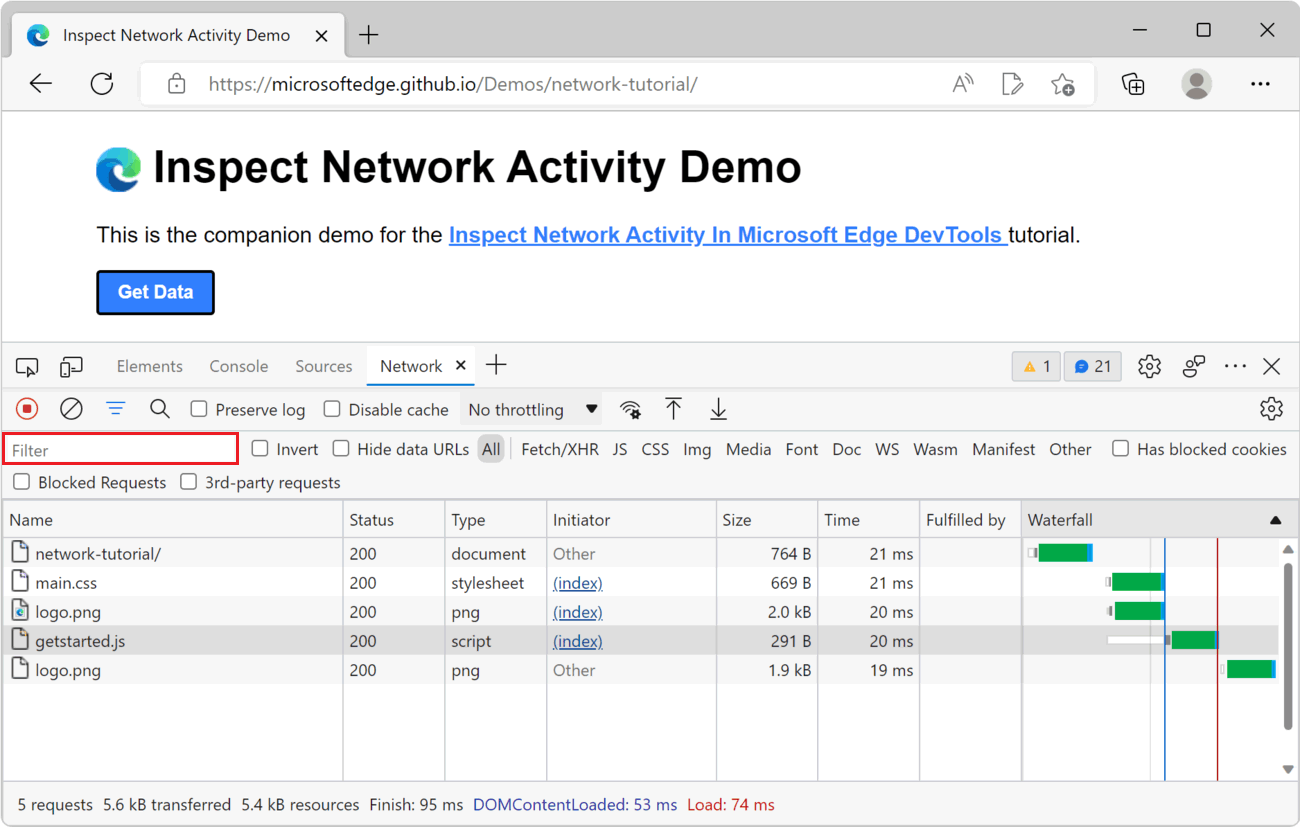 Inspect Network Activity Demo
https://microsoftedge.github.io/Demos/network-tutorial/
Inspect Network Activity Demo
This is the companion demo for the Inspect Network Activity In Microsoft Edge DevTools tutorial.
Get Data
Elements Console Sources Network 1 21
Preserve log Disable cache No throttling
Filter Invert Hide data URLs All Fetch/XHR JS CSS Img Media Font Doc WS Wasm Manifest Other Has blocked cookies
Blocked Requests 3rd-party requests
Name Status Type Initiator Size Time Fulfilled by Waterfall
network-tutorial/ 200 document Other 764 B 21 ms
main.css 200 stylesheet (index) 669 B 21 ms
logo.png 200 png (index) 2.0 kB 20 ms
getstarted.js 200 script (index) 291 B 20 ms
logo.png 200 png Other 1.9 kB 19 ms
5 requests 5.6 kB transferred 5.4 kB resources Finish: 95 ms DOMContentLoaded: 53 ms Load: 74 ms